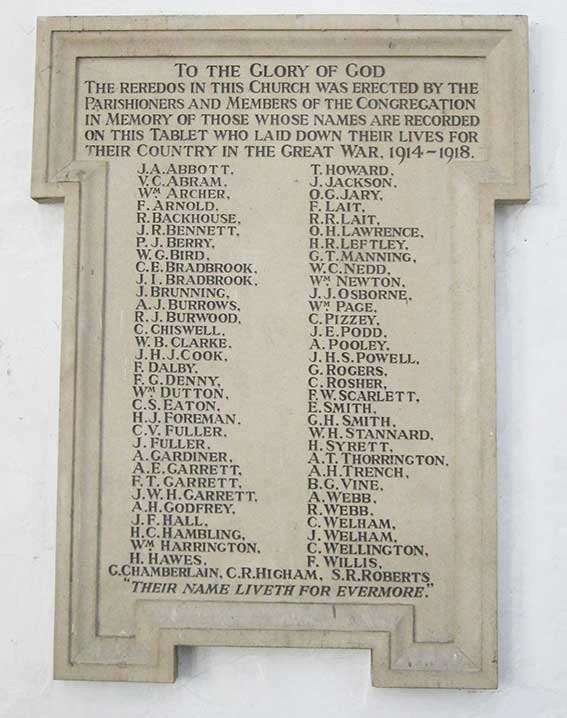 To the Glory of God
The reredos in this Church was erected by the
Parishioners and Members of the Congregation
in Memory of those whose names are recorded
on this Tablet who laid down their lives for
their Country in the Great War, 1914–1918.
J.A. Abbott,
V.C. Abram,
Wm Archer,
F. Arnold,
R. Backhouse,
J.R. Bennett,
P.J. Berry,
W.G. Bird,
C.E. Bradbrook,
J.I. Bradbrook,
J. Brunning,
A.J. Burrows,
R.J. Burwood,
C. Chiswell,
W.B. Clarke,
J.H.J. Cook,
F. Dalby,
F.G. Denny,
Wm Dutton,
C.S. Eaton,
H.J. Foreman,
C.V. Fuller,
J. Fuller,
A. Gardiner,
A.E. Garrett,
F.T. Garrett,
J.W.H. Garrett,
A.H. Godfrey,
J.F. Hall,
H.C. Hambling,
Wm Harrington,
H. Hawes,
T. Howard,
J. Jackson,
O.G. Jary,
F. Lait,
R.R. Lait,
O.H. Lawrence,
H.R. Leftley,
G.T. Manning,
W.C. Nedd,
Wm Newton,
J.J. Osborne,
Wm Page,
C. Pizzey,
J.E. Podd,
A. Pooley,
J.H.S. Powell,
G. Rogers,
C. Rosher,
F.W. Scarlett,
E. Smith,
G.H. Smith,
W.H. Stannard,
H. Syrett,
A.T. Thorrington,
A.H. Trench,
B.G. Vine,
A. Webb,
R. Webb,
C. Welham,
J. Welham,
C. Wellington,
F. Willis,
G. Chamberlain, C.R. Higham, S.R. Roberts
"Their name liveth for evermore."